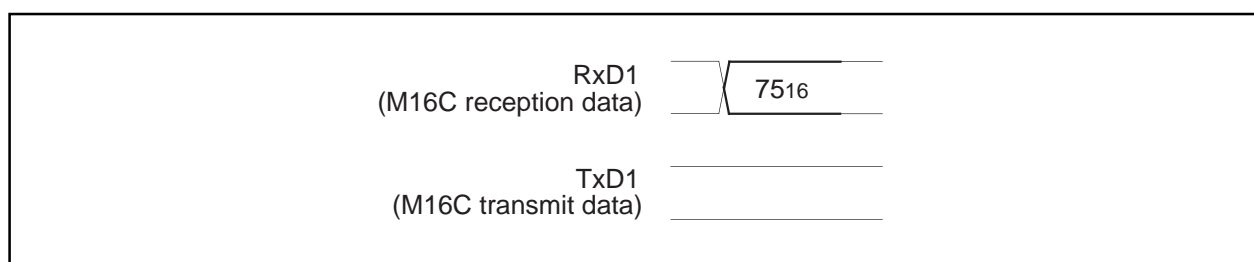 RxD1
(M16C reception data)
7516
TxD1
(M16C transmit data)